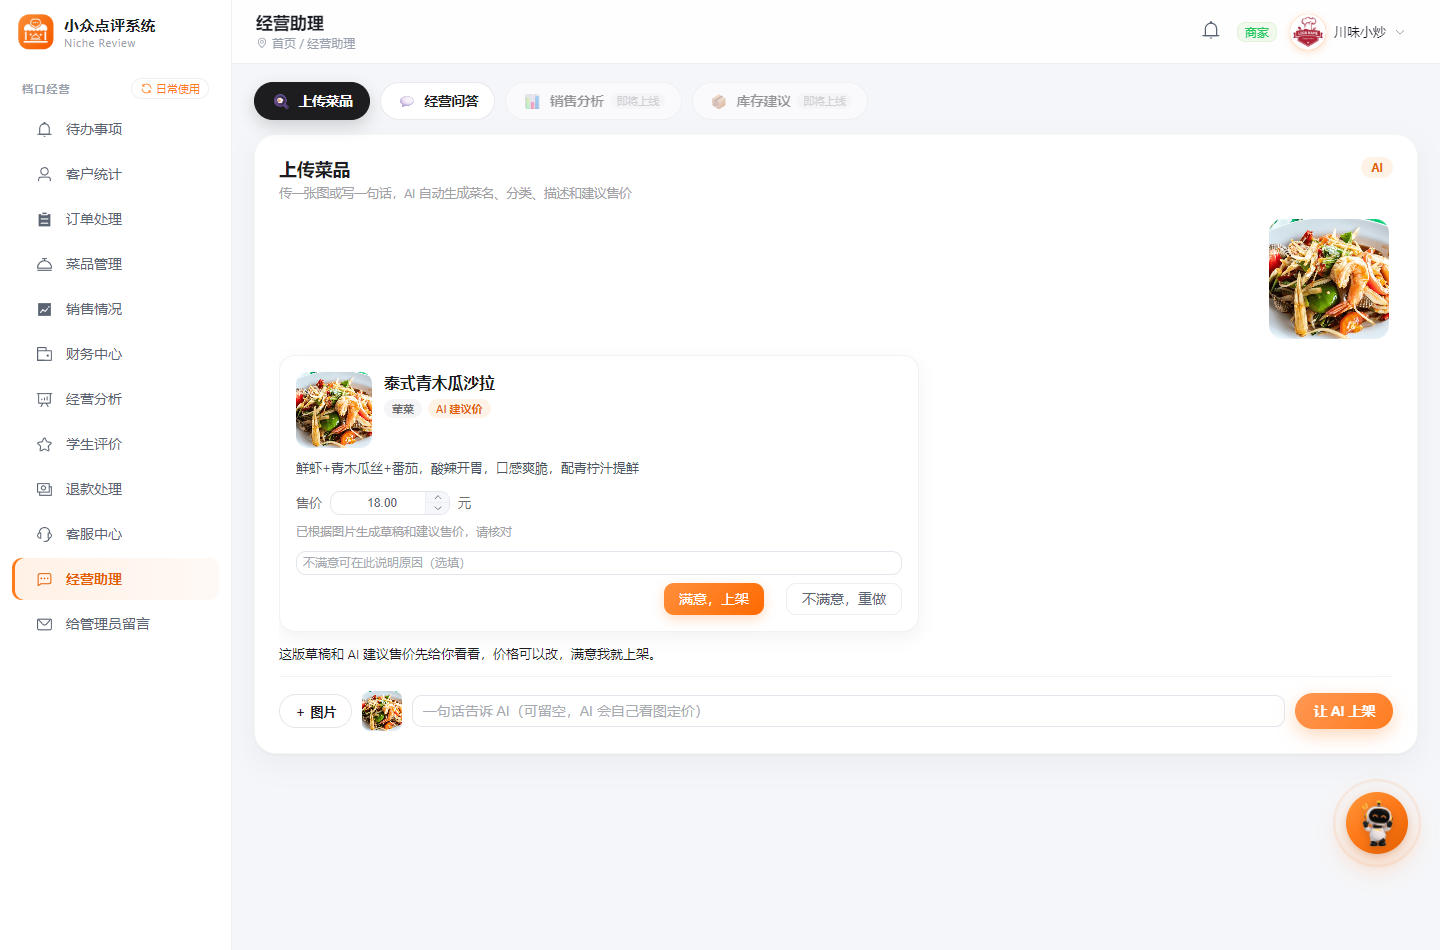 小众点评系统
Niche Review
档口经营
日常使用
待办事项
客户统计
订单处理
菜品管理
销售情况
财务中心
经营分析
学生评价
退款处理
客服中心
经营助理
给管理员留言
经营助理
首页 / 经营助理
商家
川味小炒
上传菜品
经营问答
销售分析 即将上线
库存建议 即将上线
上传菜品
AI
传一张图或写一句话，AI 自动生成菜名、分类、描述和建议售价
泰式青木瓜沙拉
荤菜
AI 建议价
鲜虾+青木瓜丝+番茄，酸辣开胃，口感爽脆，配青柠汁提鲜
售价 18.00 元
已根据图片生成草稿和建议售价，请核对
不满意可在此说明原因（选填）
满意，上架
不满意，重做
这版草稿和 AI 建议售价先给你看看，价格可以改，满意我就上架。
+ 图片
一句话告诉 AI（可留空，AI 会自己看图定价）
让 AI 上架